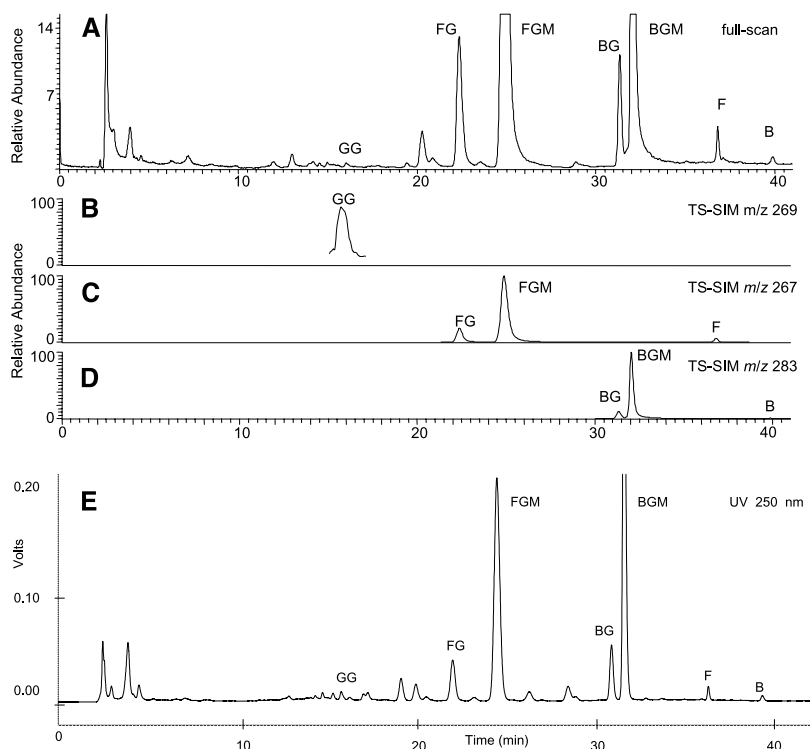 A
full-scan
Relative Abundance
14
7
0
GG
FG
FGM
BG
BGM
F
B
0 10 20 30 40
B
TS-SIM m/z 269
100
0
GG
Relative Abundance
C
TS-SIM m/z 267
100
0
FG
FGM
F
D
TS-SIM m/z 283
100
0
BG
BGM
B
0 10 20 30 40
E
UV 250 nm
Volts
0.20
0.10
0.00
GG
FG
FGM
BG
BGM
F
B
0 10 20 30 40
Time (min)